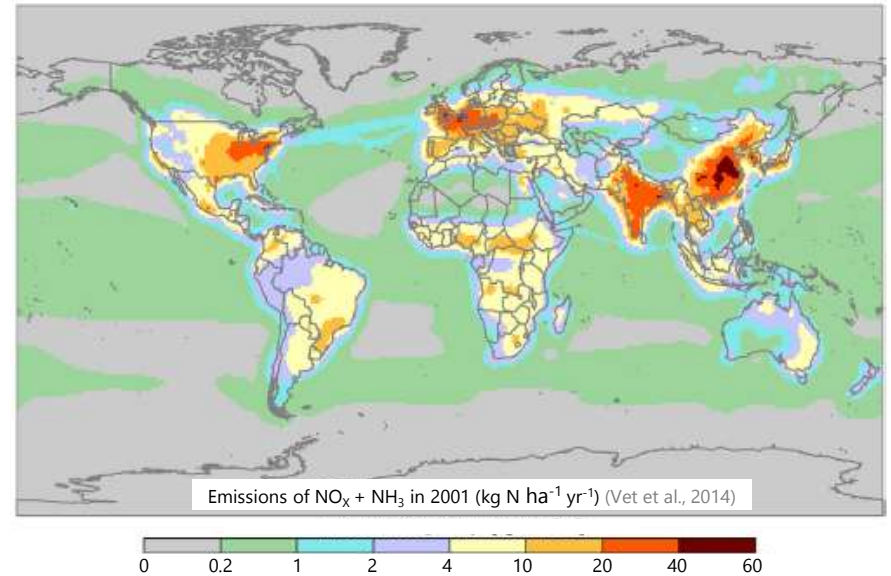 Emissions of NOₓ + NH₃ in 2001 (kg N ha⁻¹ yr⁻¹) (Vet et al., 2014)
0 0.2 1 2 4 10 20 40 60